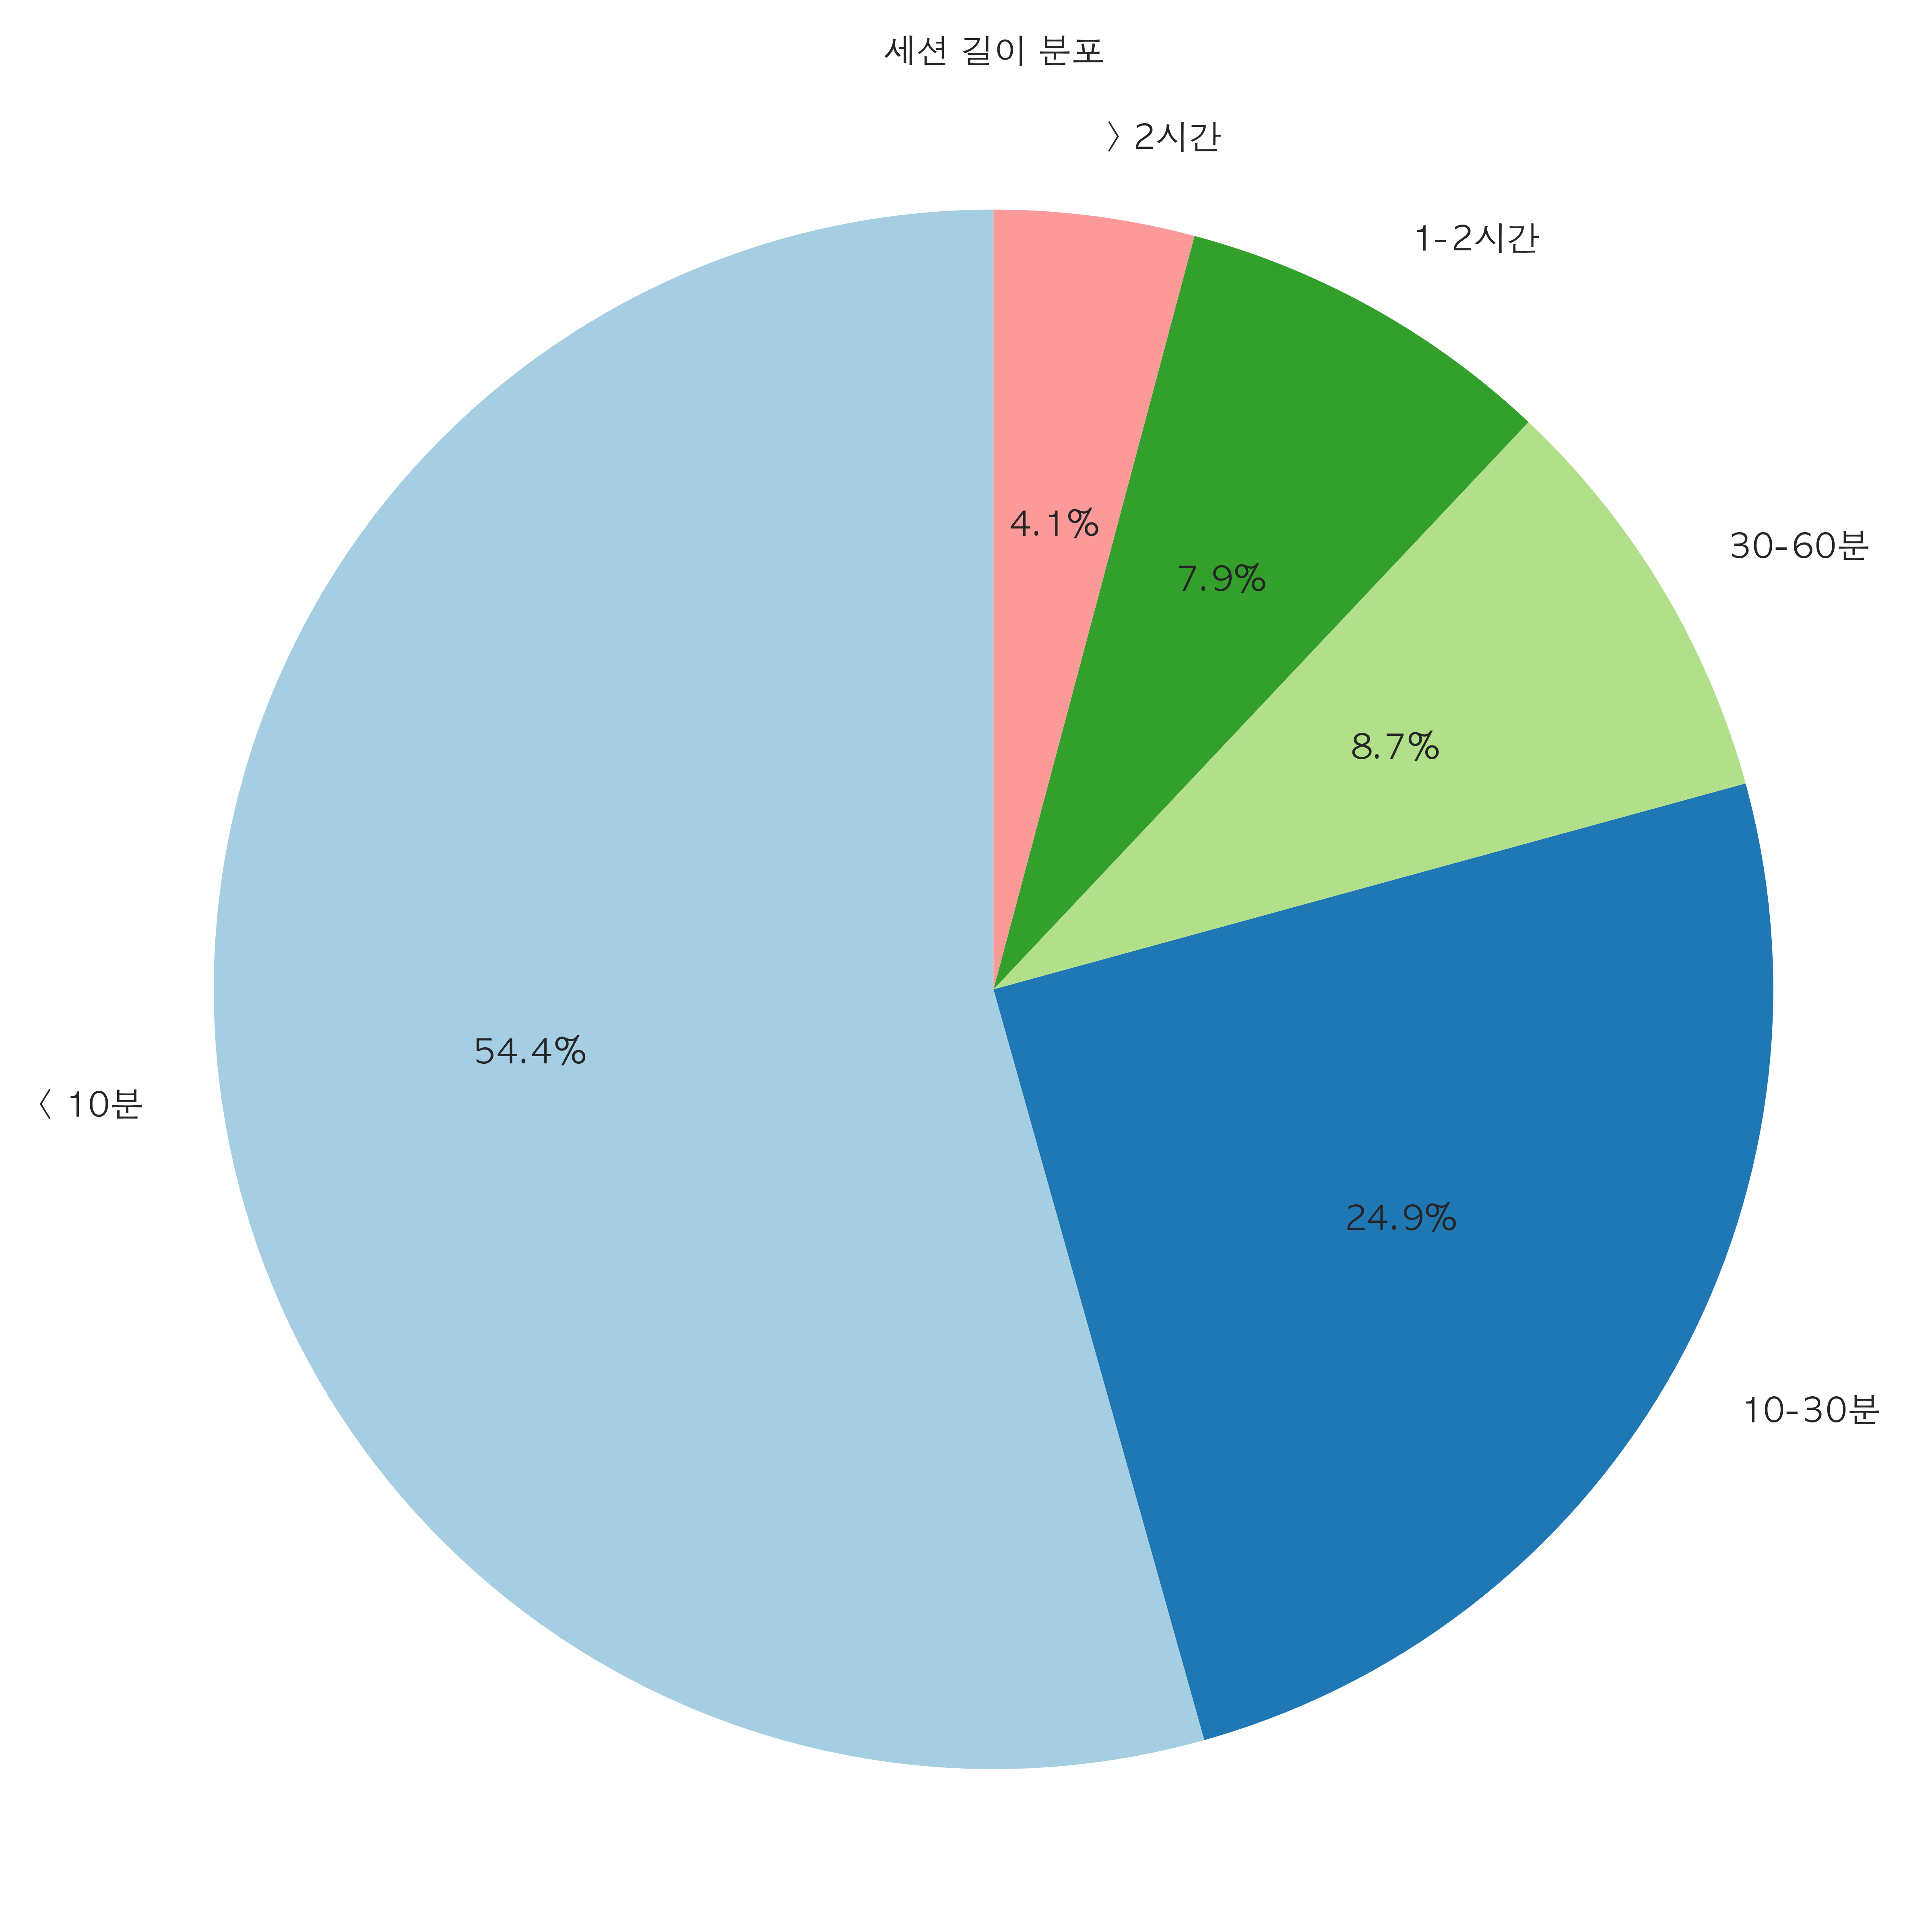 세션 길이 분포
> 2시간
1-2시간
4.1%
7.9%
30-60분
8.7%
54.4%
< 10분
24.9%
10-30분